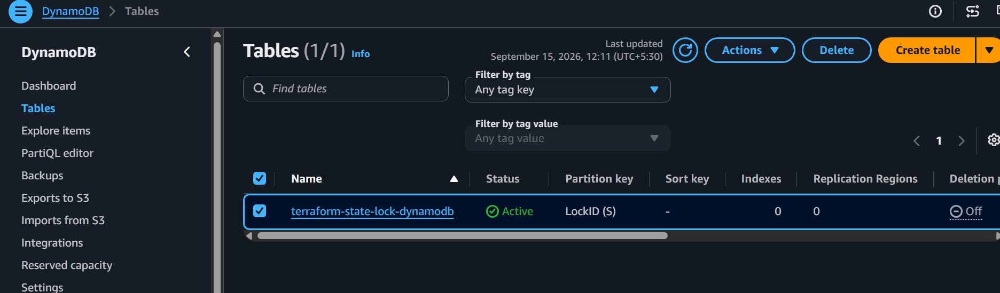 DynamoDB > Tables
DynamoDB
Dashboard
Tables
Explore items
PartiQL editor
Backups
Exports to S3
Imports from S3
Integrations
Reserved capacity
Settings
Tables (1/1) Info
Last updated
September 15, 2026, 12:11 (UTC+5:30)
Actions
Delete
Create table
Find tables
Filter by tag
Any tag key
Filter by tag value
Any tag value
1
Name Status Partition key Sort key Indexes Replication Regions Deletion
terraform-state-lock-dynamodb Active LockID (S) - 0 0 Off